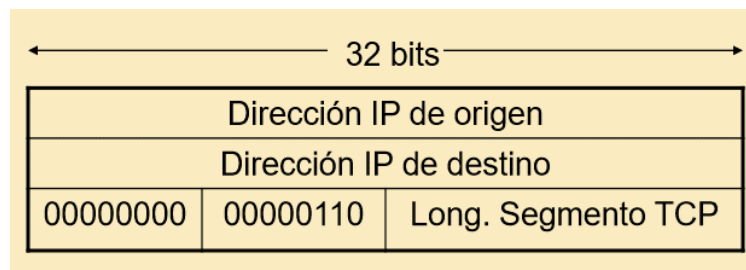 32 bits
Dirección IP de origen
Dirección IP de destino
00000000 00000110 Long. Segmento TCP